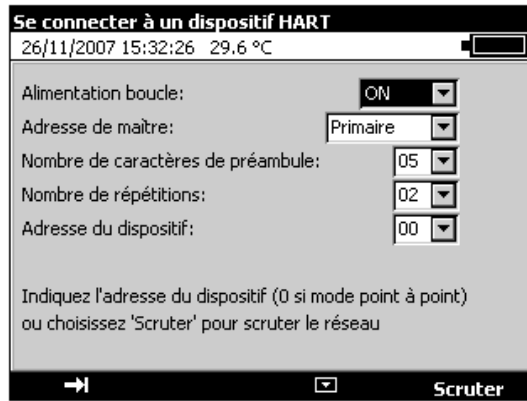 Se connecter à un dispositif HART
26/11/2007 15:32:26 29.6 °C
Alimentation boucle: ON
Adresse de maître: Primaire
Nombre de caractères de préambule: 05
Nombre de répétitions: 02
Adresse du dispositif: 00
Indiquez l'adresse du dispositif (0 si mode point à point)
ou choisissez 'Scruter' pour scruter le réseau
Scruter